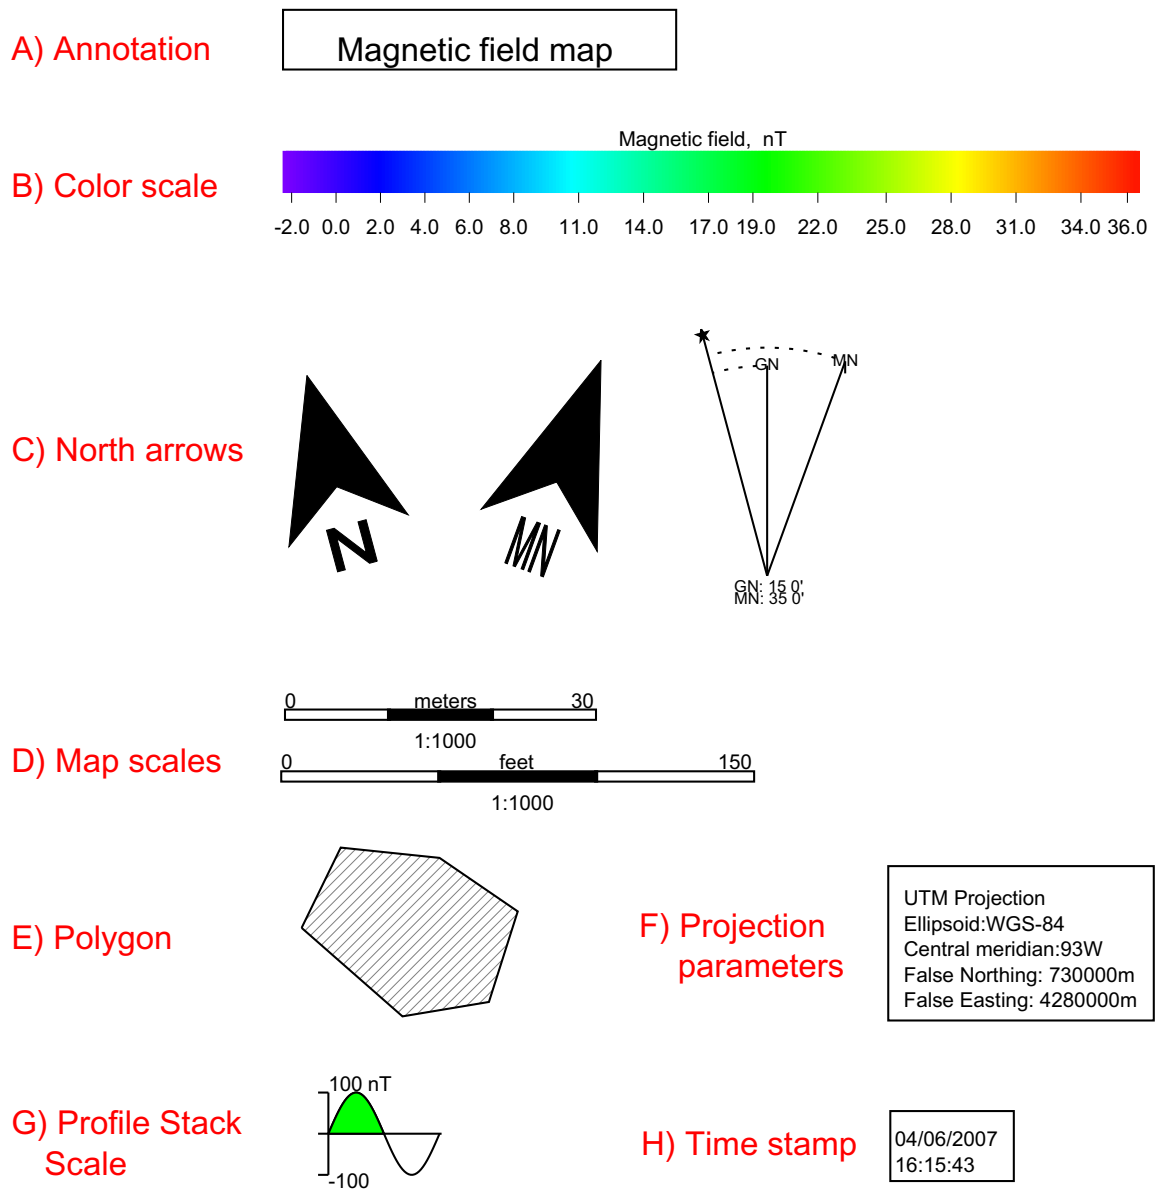 A) Annotation
Magnetic field map
Magnetic field, nT
B) Color scale
-2.0 0.0 2.0 4.0 6.0 8.0 11.0 14.0 17.0 19.0 22.0 25.0 28.0 31.0 34.0 36.0
C) North arrows
N
MN
GN
MN
GN: 15 0'
MN: 35 0'
D) Map scales
0 meters 30
1:1000
0 feet 150
1:1000
E) Polygon
F) Projection
parameters
UTM Projection
Ellipsoid:WGS-84
Central meridian:93W
False Northing: 730000m
False Easting: 4280000m
G) Profile Stack
Scale
100 nT
-100
H) Time stamp
04/06/2007
16:15:43